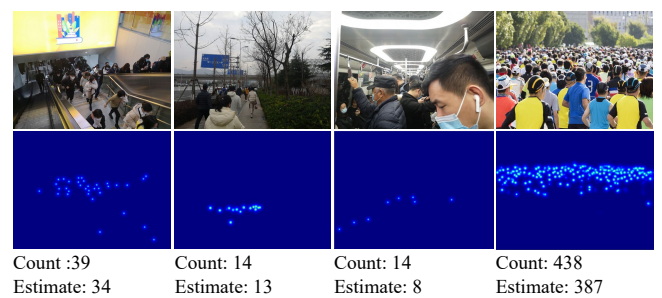 Count :39
Estimate: 34
Count: 14
Estimate: 13
Count: 14
Estimate: 8
Count: 438
Estimate: 387